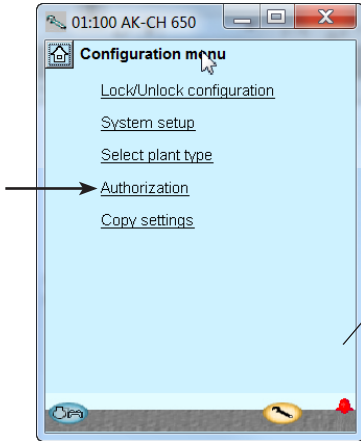 01:100 AK-CH 650
Configuration menu
Lock/Unlock configuration
System setup
Select plant type
Authorization
Copy settings